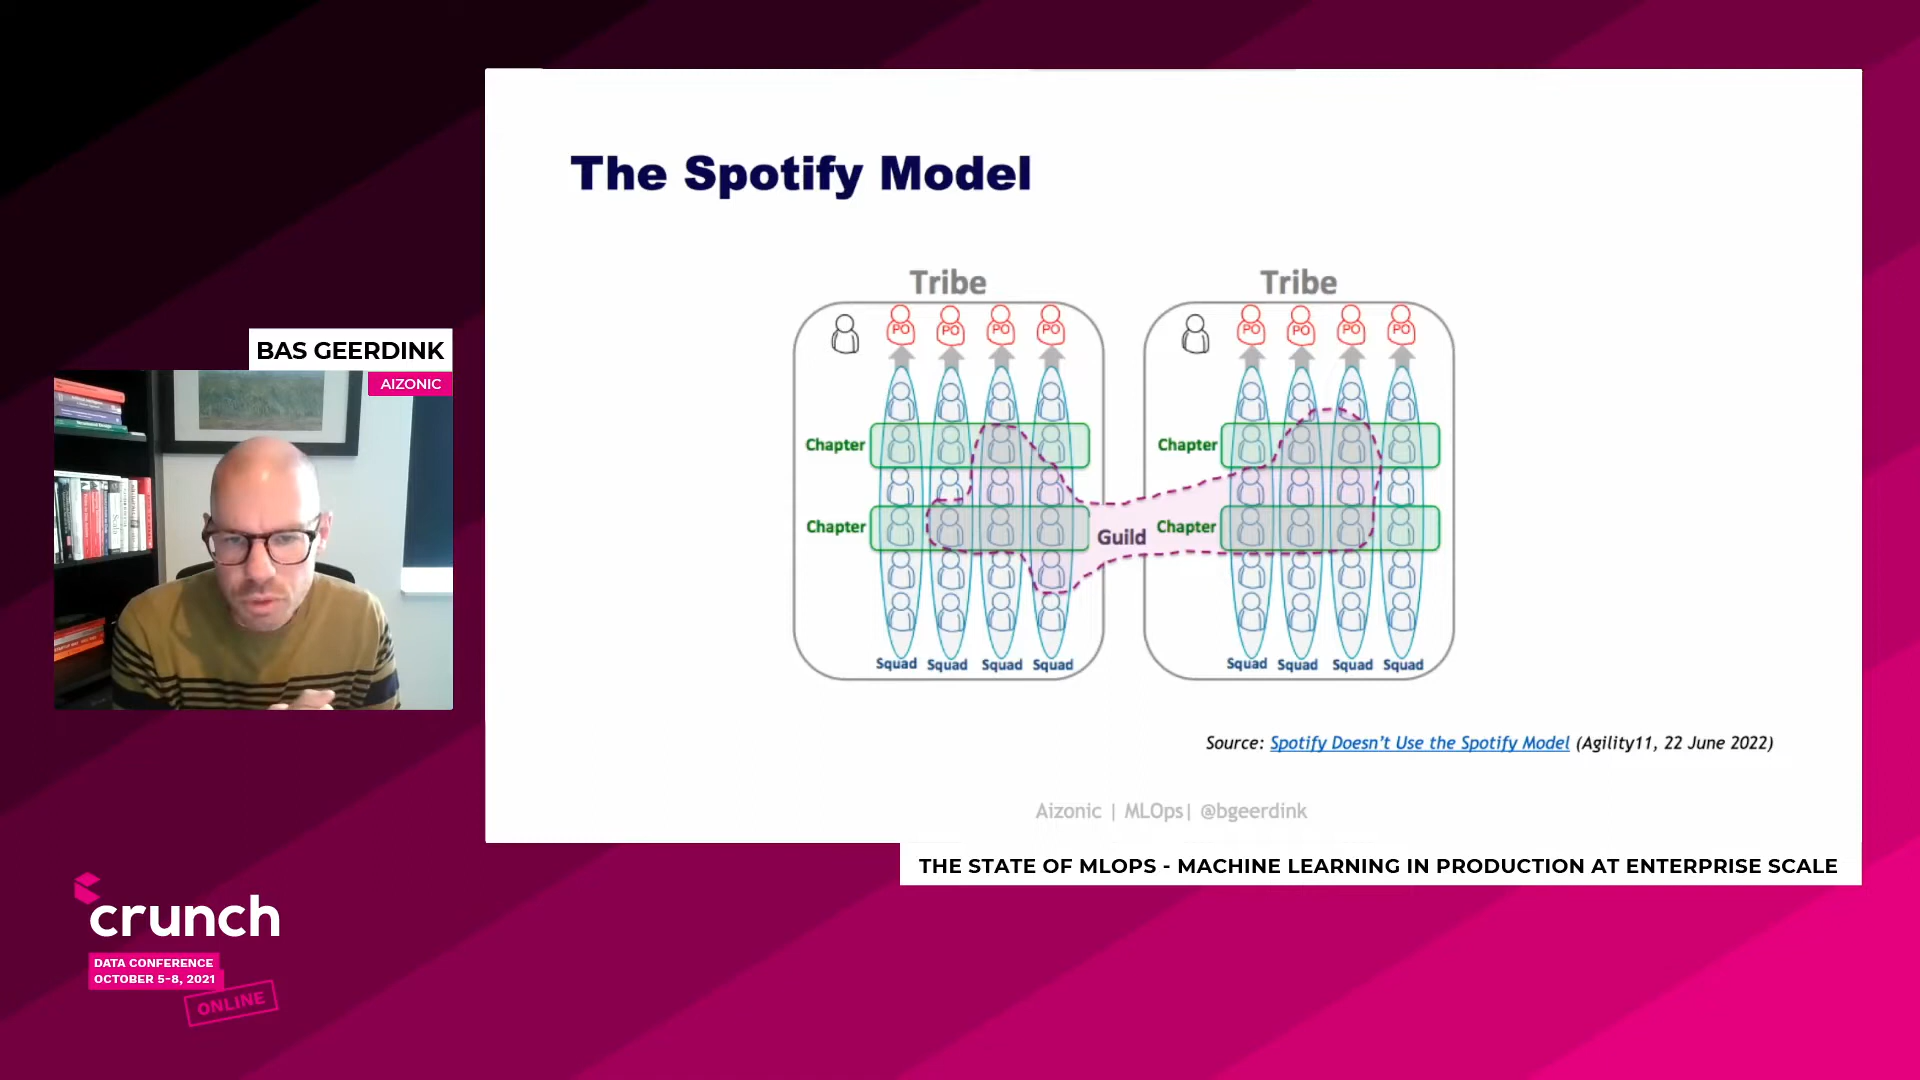 The Spotify Model
Tribe
Tribe
PO PO PO PO
PO PO PO PO
Chapter
Chapter
Chapter
Guild
Chapter
Squad Squad Squad Squad
Squad Squad Squad Squad
Source: Spotify Doesn't Use the Spotify Model (Agility11, 22 June 2022)
Aizonic | MLOps| @bgeerdink
BAS GEERDINK
AIZONIC
THE STATE OF MLOPS - MACHINE LEARNING IN PRODUCTION AT ENTERPRISE SCALE
crunch
DATA CONFERENCE
OCTOBER 5-8, 2021
ONLINE